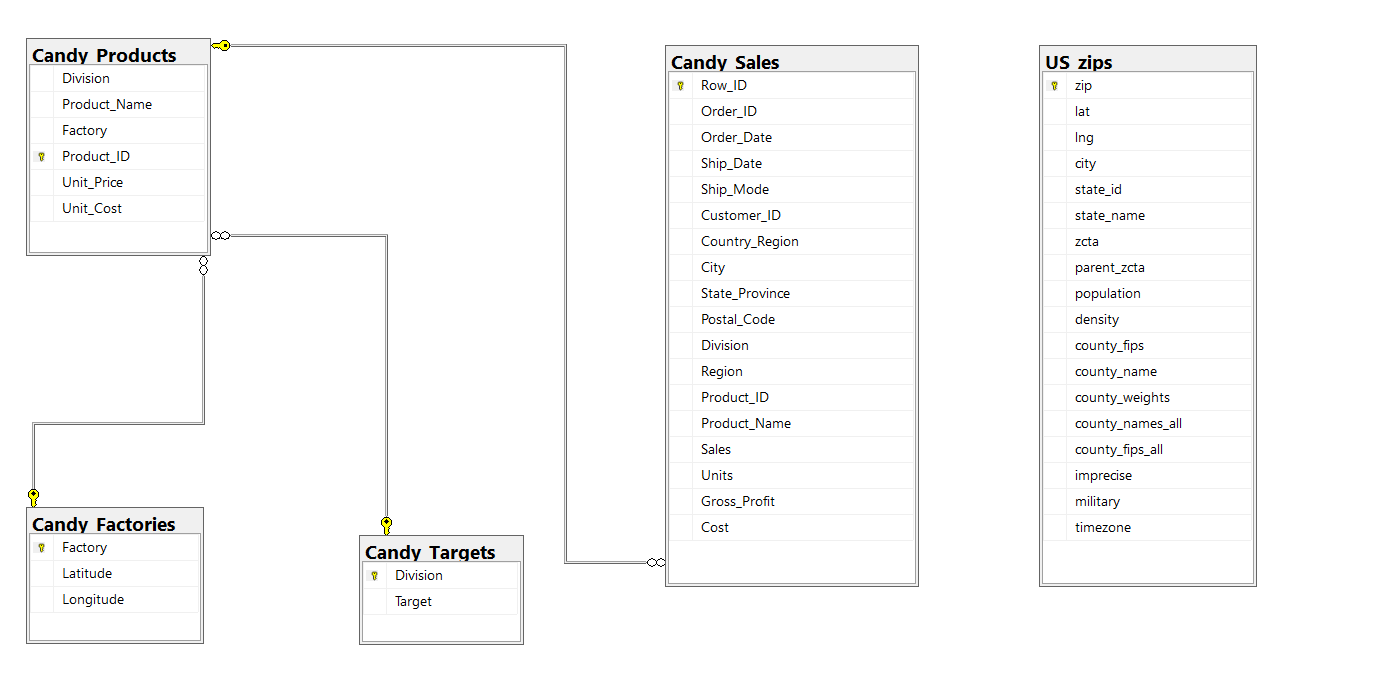 Candy_Products
Division
Product_Name
Factory
Product_ID
Unit_Price
Unit_Cost
Candy_Factories
Factory
Latitude
Longitude
Candy_Targets
Division
Target
Candy_Sales
Row_ID
Order_ID
Order_Date
Ship_Date
Ship_Mode
Customer_ID
Country_Region
City
State_Province
Postal_Code
Division
Region
Product_ID
Product_Name
Sales
Units
Gross_Profit
Cost
US_zips
zip
lat
lng
city
state_id
state_name
zcta
parent_zcta
population
density
county_fips
county_name
county_weights
county_names_all
county_fips_all
imprecise
military
timezone